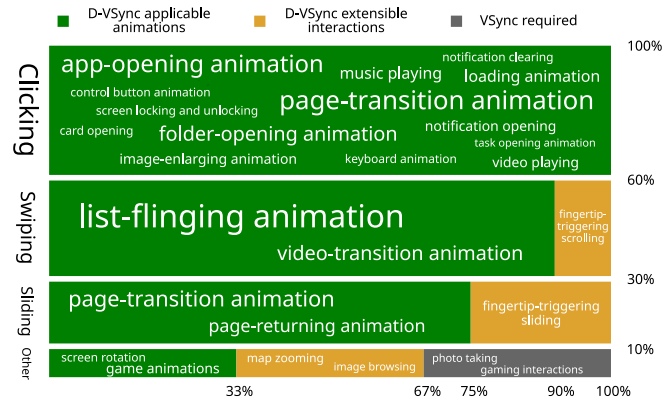 D-VSync applicable
animations
D-VSync extensible
interactions
VSync required
Clicking
app-opening animation
music playing
notification clearing
loading animation
control button animation
page-transition animation
screen locking and unlocking
card opening
folder-opening animation
notification opening
task opening animation
image-enlarging animation
keyboard animation
video playing
100%
60%
Swiping
list-flinging animation
video-transition animation
fingertip-
triggering
scrolling
30%
Sliding
page-transition animation
page-returning animation
fingertip-triggering
sliding
10%
Other
screen rotation
game animations
map zooming
image browsing
photo taking
gaming interactions
33%
67%
75%
90%
100%